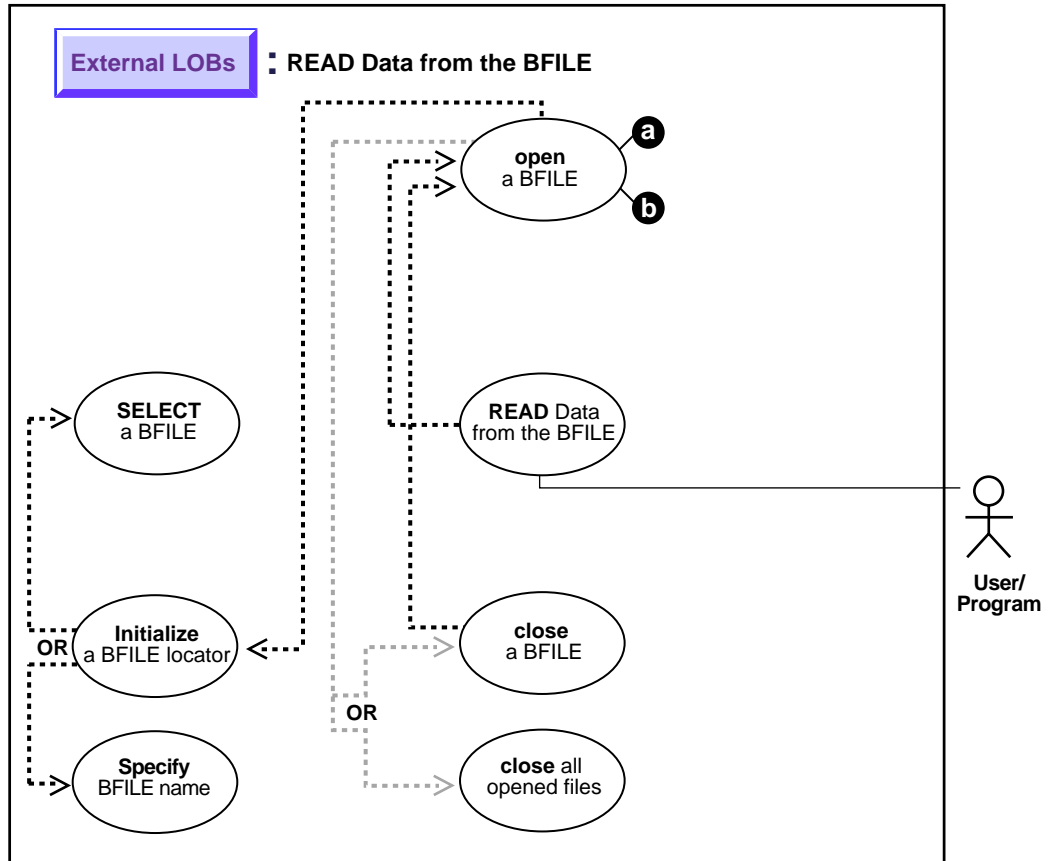 External LOBs : READ Data from the BFILE
a
open
a BFILE
b
SELECT
a BFILE
READ Data
from the BFILE
User/
Program
Initialize
a BFILE locator
OR
close
a BFILE
OR
Specify
BFILE name
close all
opened files